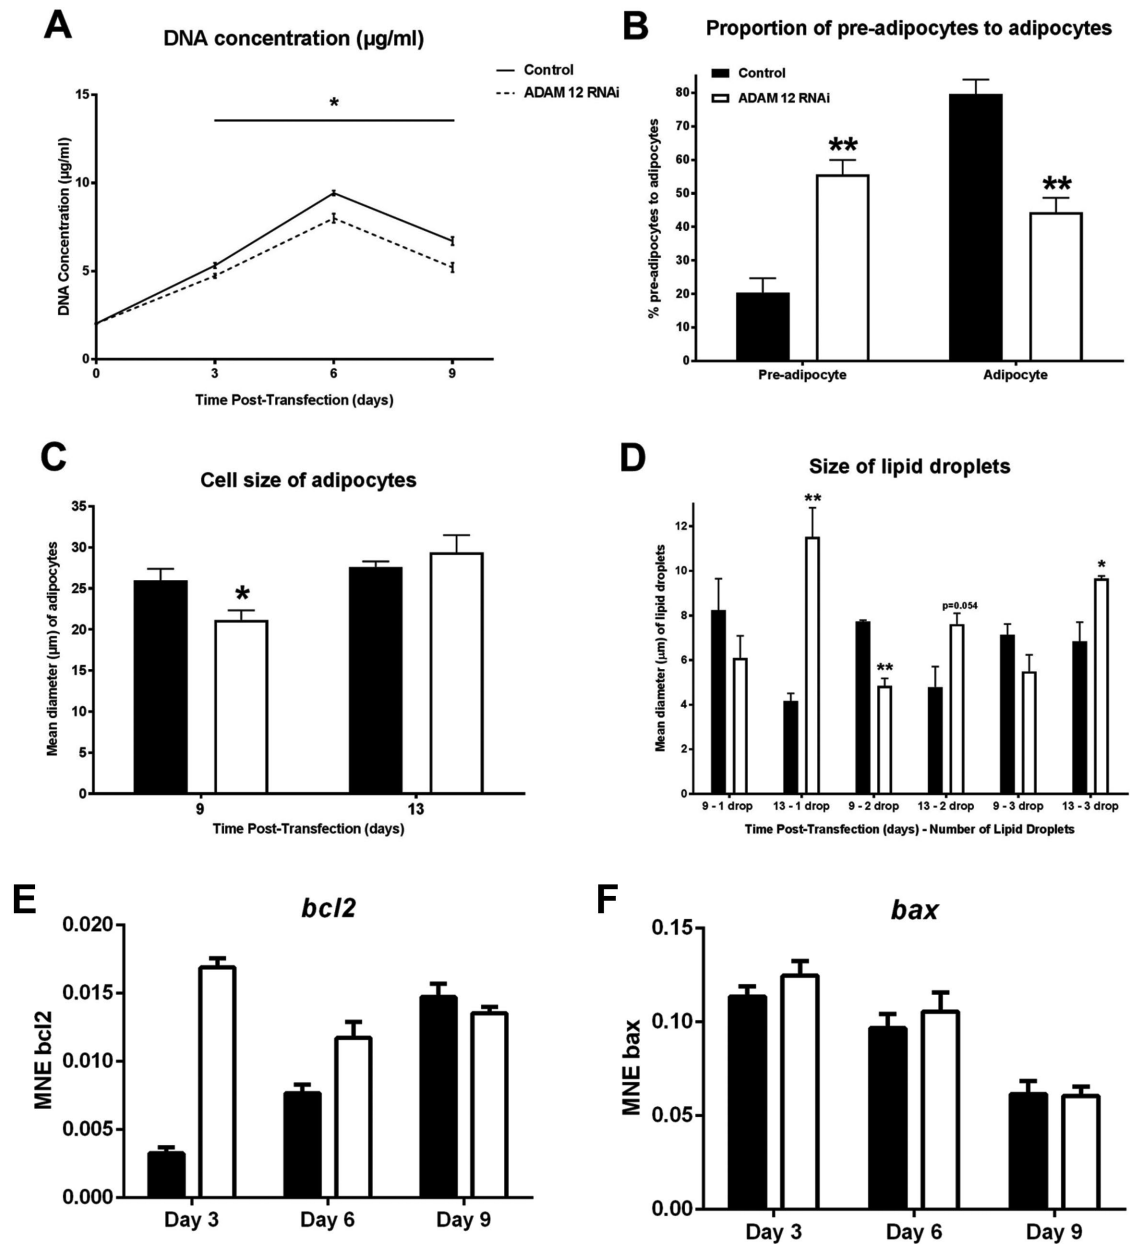 A
DNA concentration (µg/ml)
Control
ADAM 12 RNAi
*
15
10
5
0
DNA Concentration (µg/ml)
0 3 6 9
Time Post-Transfection (days)
B
Proportion of pre-adipocytes to adipocytes
Control
ADAM 12 RNAi
80
70
60
50
40
30
20
10
0
% pre-adipocytes to adipocytes
**
**
Pre-adipocyte Adipocyte
C
Cell size of adipocytes
35
30
25
20
15
10
5
0
Mean diameter (µm) of adipocytes
*
9 13
Time Post-Transfection (days)
D
Size of lipid droplets
12
10
8
6
4
2
0
Mean diameter (µm) of lipid droplets
**
**
p=0.054
*
9 - 1 drop 13 - 1 drop 9 - 2 drop 13 - 2 drop 9 - 3 drop 13 - 3 drop
Time Post-Transfection (days) - Number of Lipid Droplets
E
bcl2
0.020
0.015
0.010
0.005
0.000
MNE bcl2
Day 3 Day 6 Day 9
F
bax
0.15
0.10
0.05
0.00
MNE bax
Day 3 Day 6 Day 9